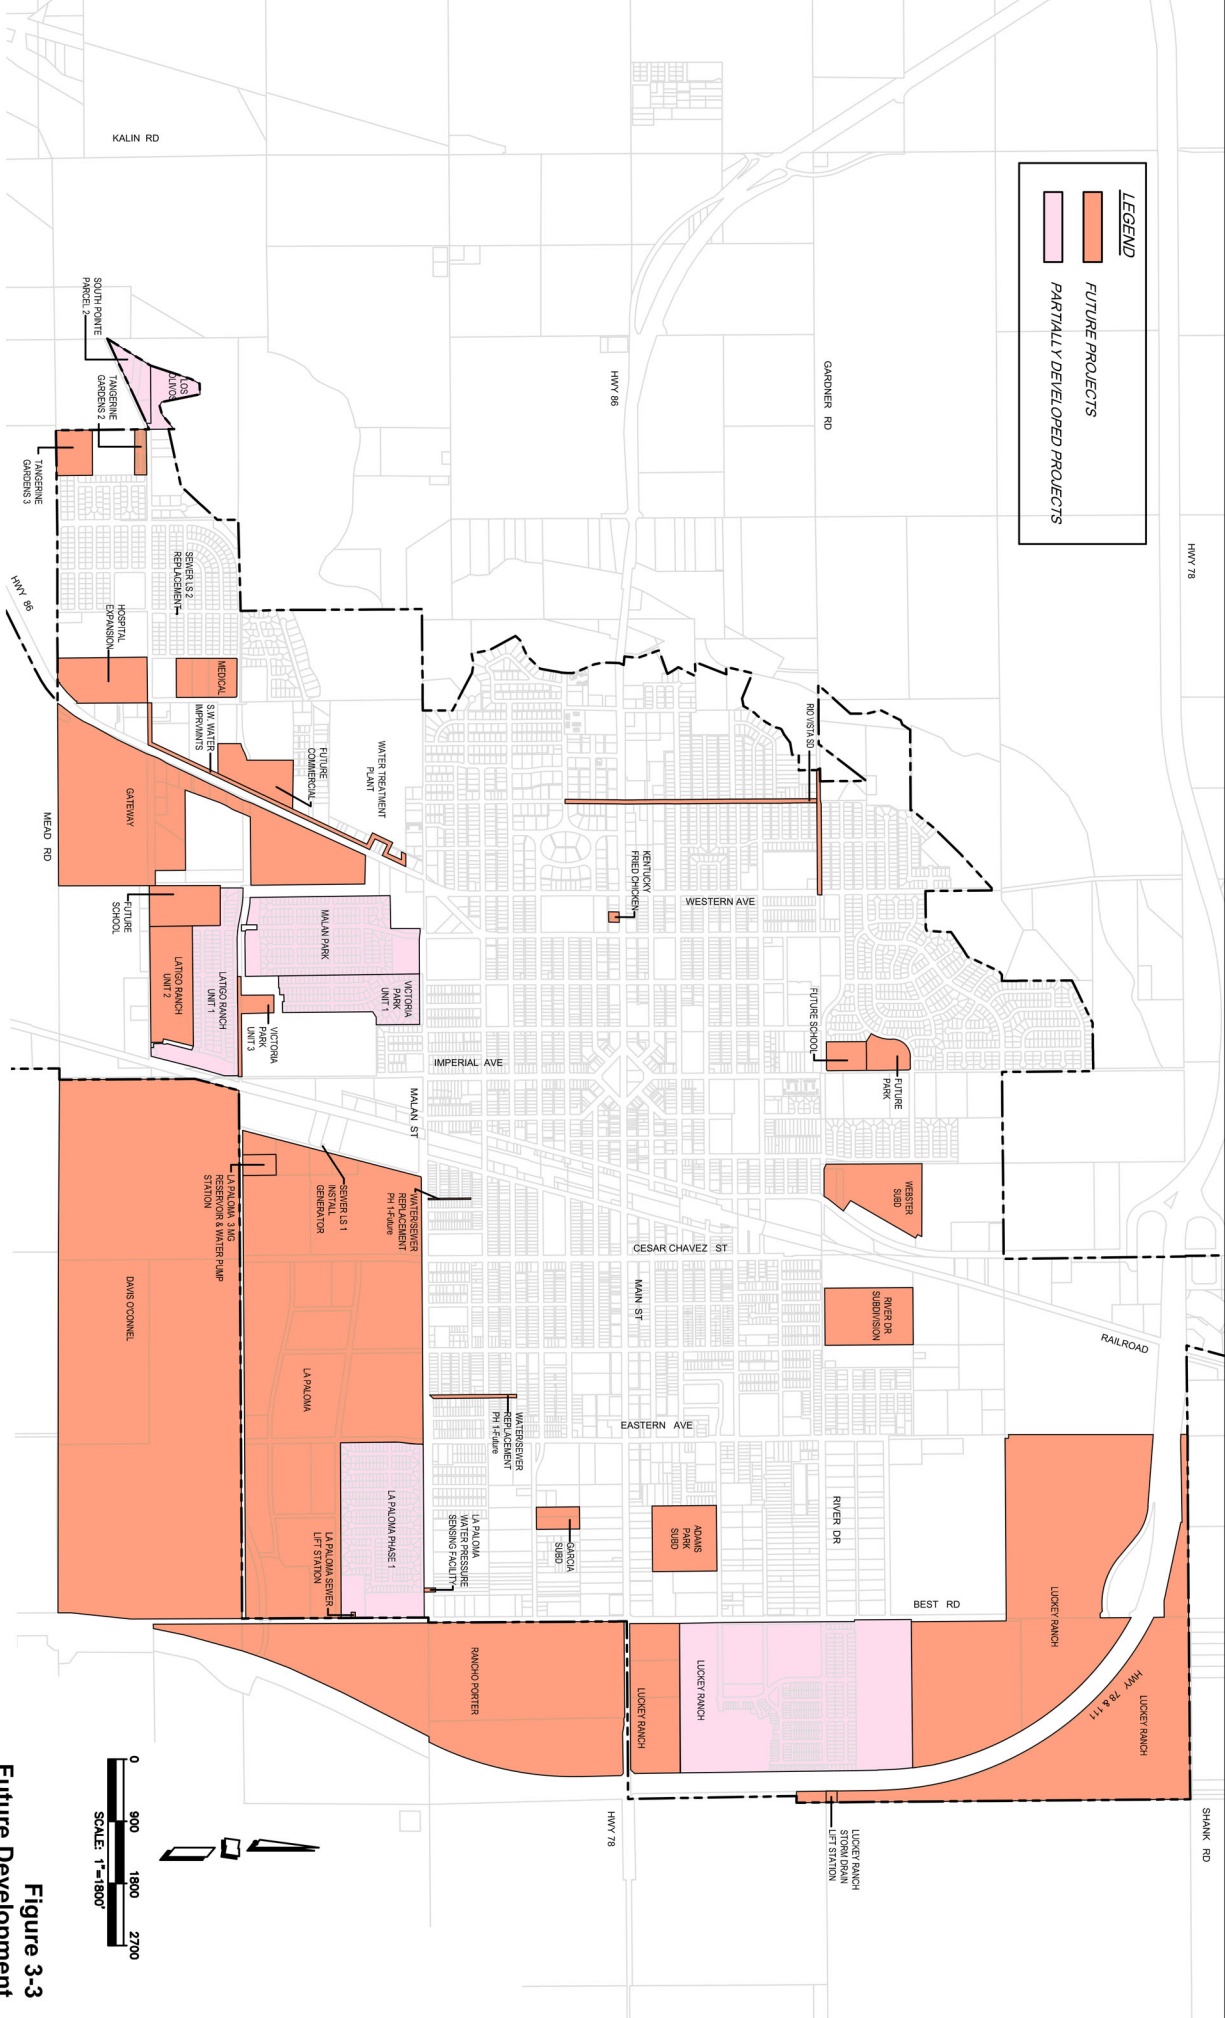 LEGEND
FUTURE PROJECTS
PARTIALLY DEVELOPED PROJECTS
KALIN RD
HWY 78
GARDNER RD
HWY 86
SOUTH POINTE
PARCEL 2
LOS
OLIVOS
TANGERINE
GARDENS 2
TANGERINE
GARDENS 3
SEWER LS 2
REPLACEMENT
HOSPITAL
EXPANSION
HWY 86
MEDICAL
S.W. WATER
IMPRVMNTS
FUTURE
COMMERCIAL
WATER TREATMENT
PLANT
RIO VISTA SD
GATEWAY
MEAD RD
KENTUCKY
FRIED CHICKEN
WESTERN AVE
FUTURE
SCHOOL
MALAN PARK
LATIGO RANCH
UNIT 2
LATIGO RANCH
UNIT 1
VICTORIA
PARK
UNIT 1
VICTORIA
PARK
UNIT 3
IMPERIAL AVE
FUTURE SCHOOL
FUTURE
PARK
MALAN ST
SEWER LS 1
INSTALL
GENERATOR
LA PALOMA 3 MG
RESERVOIR & WATER PUMP
STATION
WATER/SEWER
REPLACEMENT
PH 1-Future
WEBSTER
SUBD
CESAR CHAVEZ ST
MAIN ST
RIVER DR
SUBDIVISION
RAILROAD
DAVIS O'CONNEL
LA PALOMA
WATER/SEWER
REPLACEMENT
PH 1-Future
EASTERN AVE
LA PALOMA PHASE 1
LA PALOMA SEWER
LIFT STATION
LA PALOMA
WATER PRESSURE
SENSING FACILITY
GARCIA
SUBD
ADAMS
PARK
SUBD
RIVER DR
BEST RD
LUCKEY RANCH
RANCHO PORTER
LUCKEY RANCH
LUCKEY RANCH
HWY 78 & 111
LUCKEY RANCH
HWY 78
LUCKEY RANCH
STORM DRAIN
LIFT STATION
SHANK RD
0 900 1800 2700
SCALE: 1"=1800'
Figure 3-3
Future Development